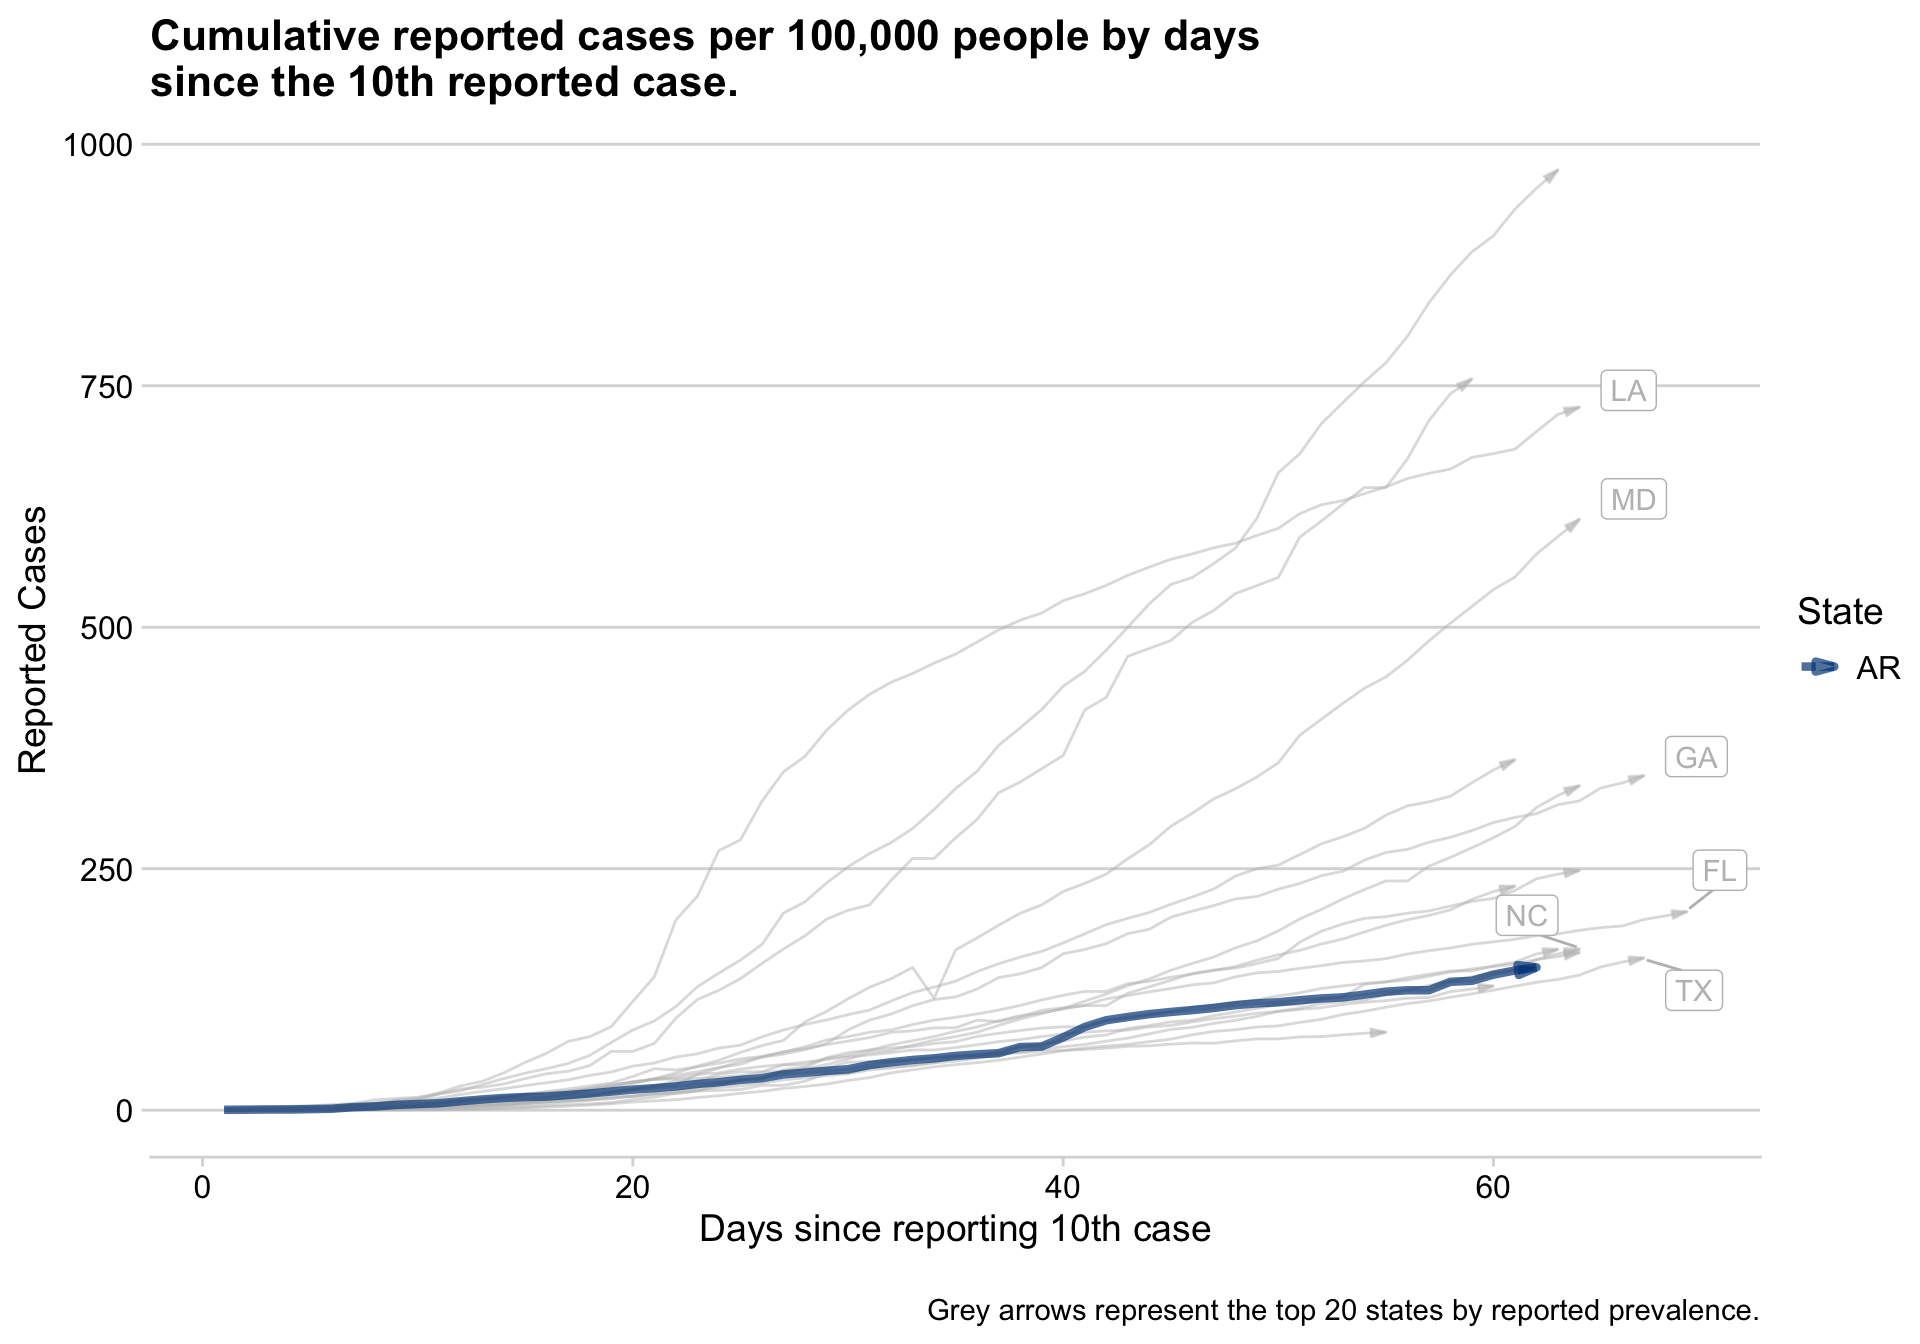 Cumulative reported cases per 100,000 people by days
since the 10th reported case.
1000
750
500
250
0
Reported Cases
LA
MD
GA
FL
NC
TX
State
AR
0
20
40
60
Days since reporting 10th case
Grey arrows represent the top 20 states by reported prevalence.